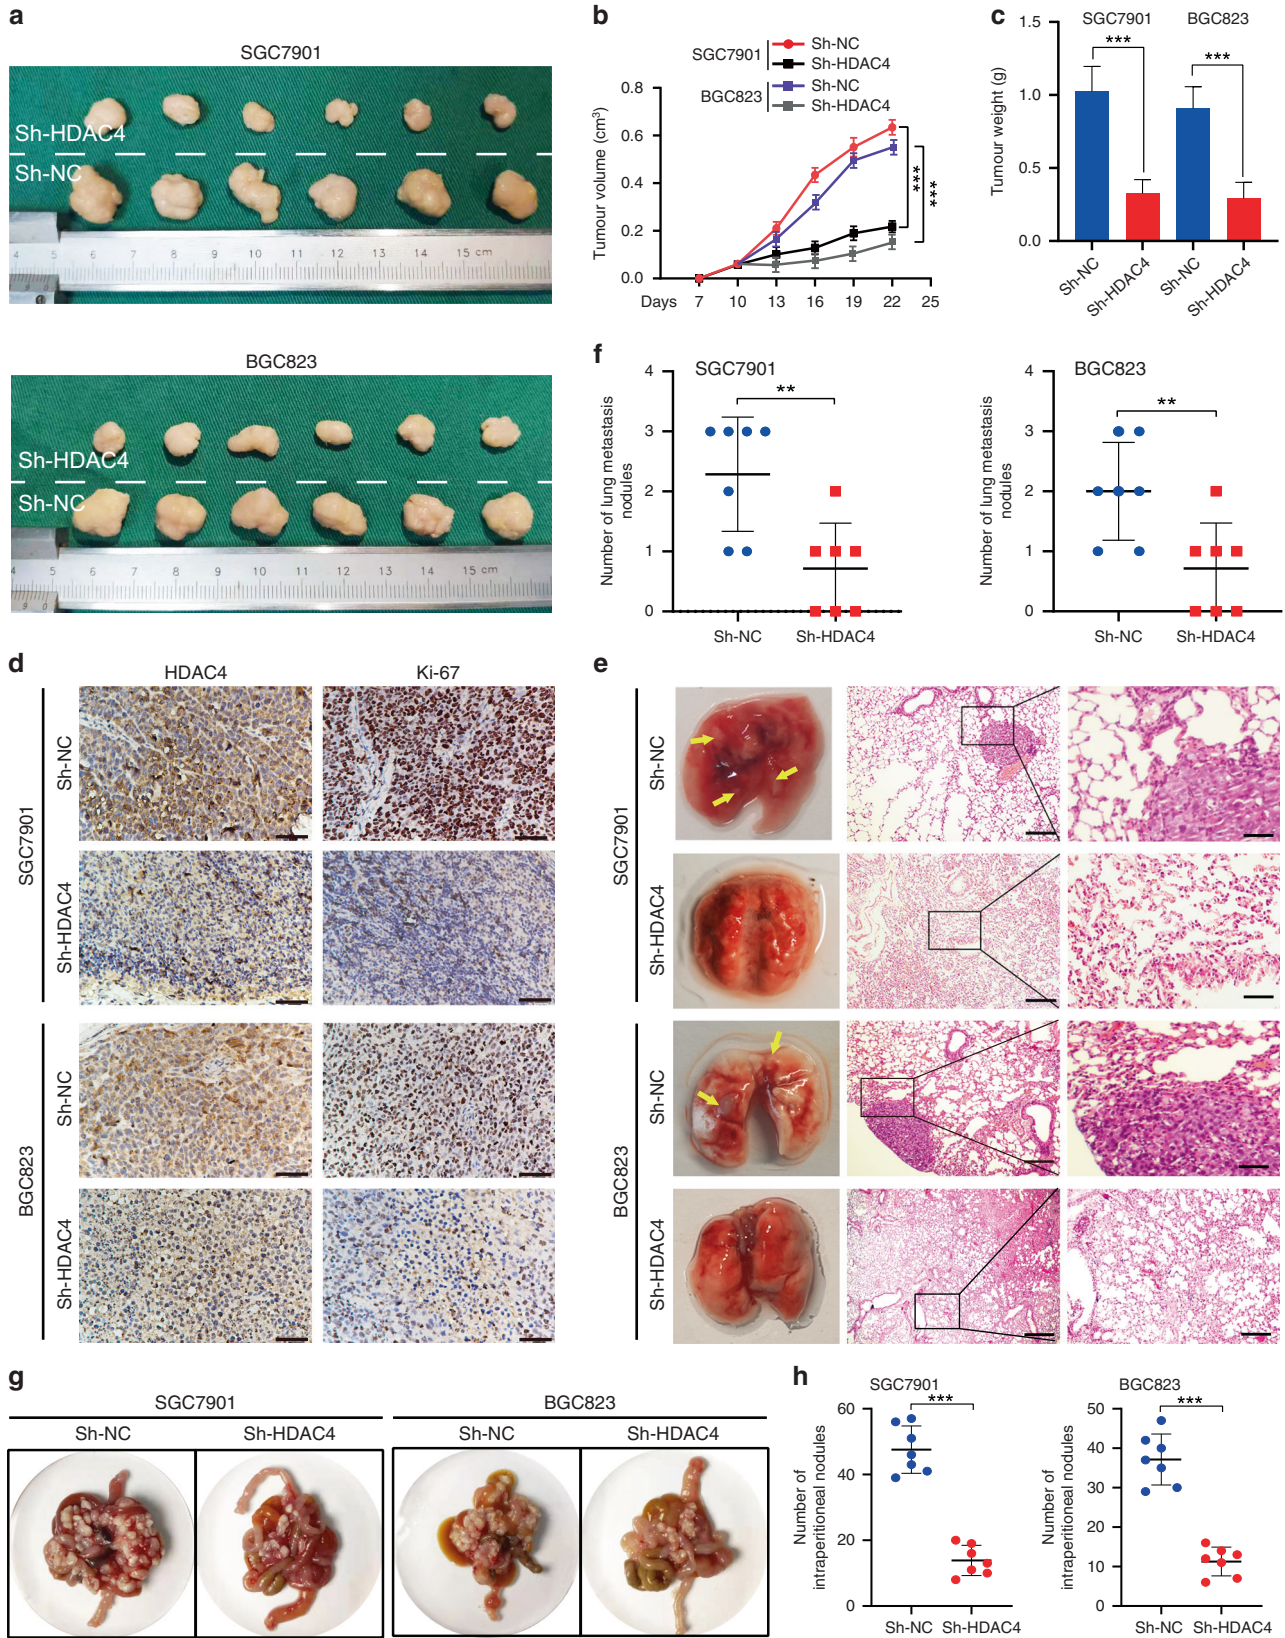 a
SGC7901
Sh-HDAC4
Sh-NC
4 5 6 7 8 9 10 11 12 13 14 15 cm
BGC823
Sh-HDAC4
Sh-NC
4 5 6 7 8 9 10 11 12 13 14 15 cm
b
SGC7901
Sh-NC
Sh-HDAC4
BGC823
Sh-NC
Sh-HDAC4
Tumour volume (cm³)
0.8
0.6
0.4
0.2
0.0
***
***
Days 7 10 13 16 19 22 25
c
SGC7901 BGC823
*** ***
Tumour weight (g)
1.5
1.0
0.5
0.0
Sh-NC
Sh-HDAC4
Sh-NC
Sh-HDAC4
f
SGC7901
**
Number of lung metastasis
nodules
4
3
2
1
0
Sh-NC Sh-HDAC4
BGC823
**
Number of lung metastasis
nodules
4
3
2
1
0
Sh-NC Sh-HDAC4
d
HDAC4 Ki-67
SGC7901
Sh-NC
Sh-HDAC4
BGC823
Sh-NC
Sh-HDAC4
e
SGC7901
Sh-NC
Sh-HDAC4
BGC823
Sh-NC
Sh-HDAC4
g
SGC7901 BGC823
Sh-NC Sh-HDAC4 Sh-NC Sh-HDAC4
h
SGC7901
***
Number of
intraperitioneal nodules
60
40
20
0
Sh-NC Sh-HDAC4
BGC823
***
Number of
intraperitioneal nodules
50
40
30
20
10
0
Sh-NC Sh-HDAC4